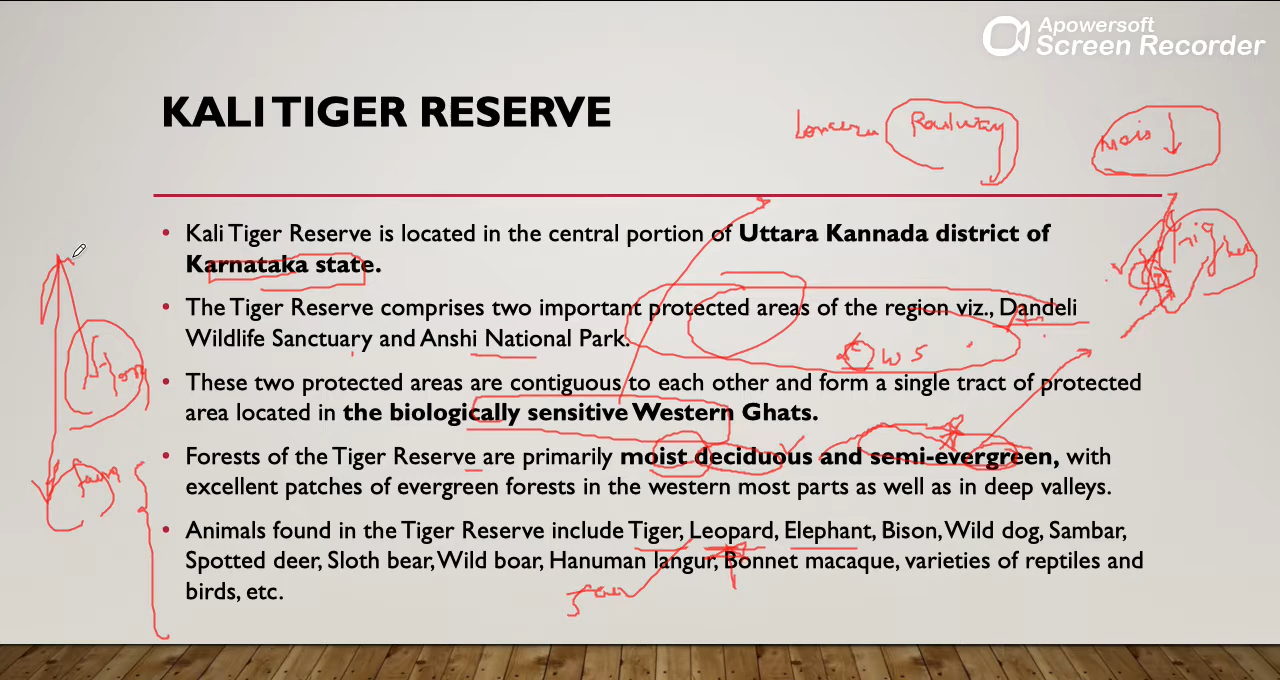 Apowersoft
Screen Recorder
KALI TIGER RESERVE
Railway
• Kali Tiger Reserve is located in the central portion of Uttara Kannada district of
Karnataka state.
• The Tiger Reserve comprises two important protected areas of the region viz., Dandeli
Wildlife Sanctuary and Anshi National Park.
WS
• These two protected areas are contiguous to each other and form a single tract of protected
area located in the biologically sensitive Western Ghats.
• Forests of the Tiger Reserve are primarily moist deciduous and semi-evergreen, with
excellent patches of evergreen forests in the western most parts as well as in deep valleys.
• Animals found in the Tiger Reserve include Tiger, Leopard, Elephant, Bison, Wild dog, Sambar,
Spotted deer, Sloth bear, Wild boar, Hanuman langur, Bonnet macaque, varieties of reptiles and
birds, etc.